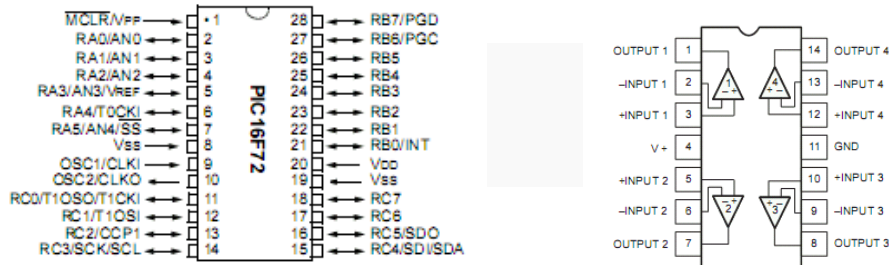 MCLR/VPP 1 28 RB7/PGD
RA0/AN0 2 27 RB6/PGC
RA1/AN1 3 26 RB5
RA2/AN2 4 25 RB4
RA3/AN3/VREF 5 24 RB3
RA4/T0CKI 6 23 RB2
RA5/AN4/SS 7 22 RB1
VSS 8 21 RB0/INT
OSC1/CLKI 9 20 VDD
OSC2/CLKO 10 19 VSS
RC0/T1OSO/T1CKI 11 18 RC7
RC1/T1OSI 12 17 RC6
RC2/CCP1 13 16 RC5/SDO
RC3/SCK/SCL 14 15 RC4/SDI/SDA
PIC16F72
OUTPUT 1 1 14 OUTPUT 4
1 4
–INPUT 1 2 13 –INPUT 4
– + + –
+INPUT 1 3 12 +INPUT 4
V+ 4 11 GND
+INPUT 2 5 10 +INPUT 3
– + + –
–INPUT 2 6 9 –INPUT 3
2 3
OUTPUT 2 7 8 OUTPUT 3